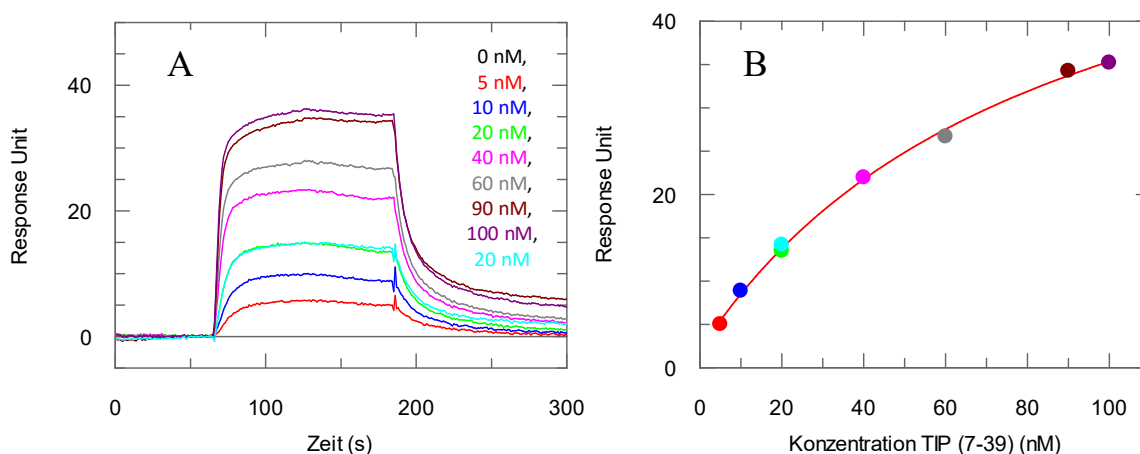 A
0 nM,
5 nM,
10 nM,
20 nM,
40 nM,
60 nM,
90 nM,
100 nM,
20 nM
Response Unit
40
20
0
0 100 200 300
Zeit (s)
B
Response Unit
40
20
0
0 20 40 60 80 100
Konzentration TIP (7-39) (nM)